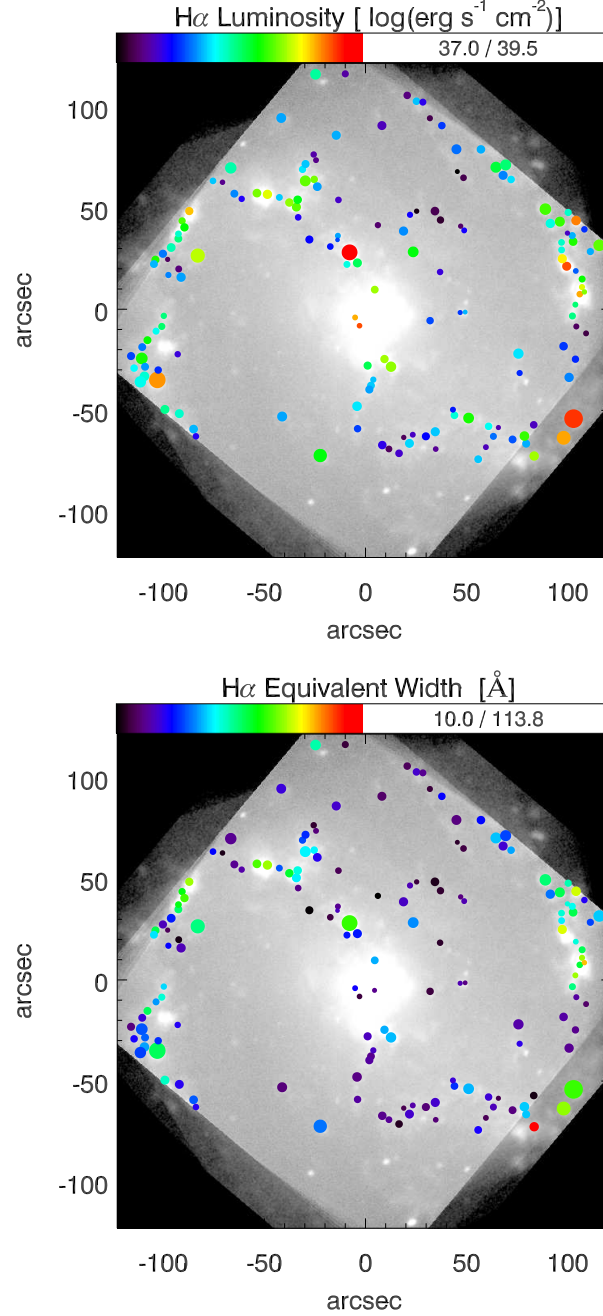 Hα Luminosity [ log(erg s⁻¹ cm⁻²)]
37.0 / 39.5
100
50
0
-50
-100
arcsec
-100 -50 0 50 100
arcsec
Hα Equivalent Width [Å]
10.0 / 113.8
100
50
0
-50
-100
arcsec
-100 -50 0 50 100
arcsec